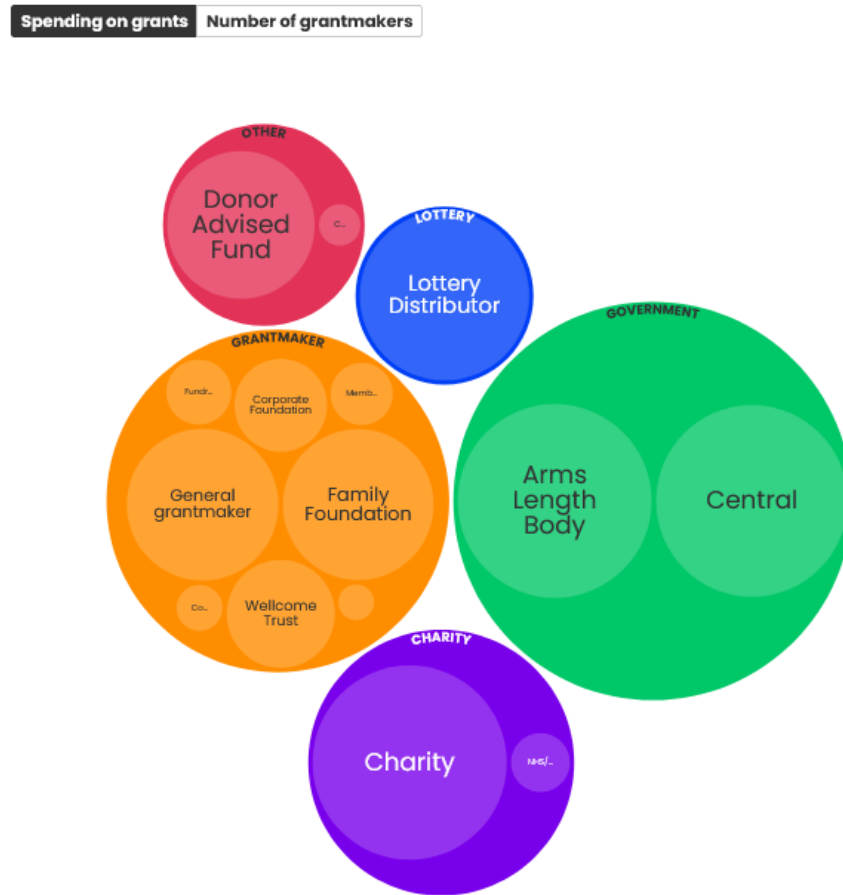 Spending on grants
Number of grantmakers
OTHER
Donor
Advised
Fund
C...
LOTTERY
Lottery
Distributor
GOVERNMENT
Arms
Length
Body
Central
GRANTMAKER
Fundr...
Corporate
Foundation
Memb...
General
grantmaker
Family
Foundation
Co...
Wellcome
Trust
CHARITY
Charity
NHS/...